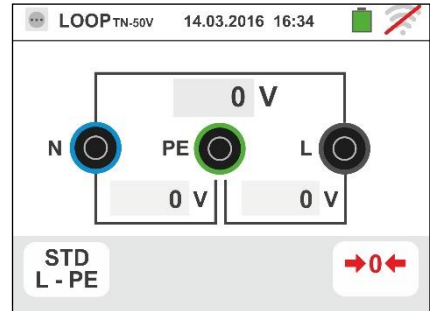 LOOP TN-50V 14.03.2016 16:34
0 V
N PE L
0 V 0 V
STD
L - PE
➔0←